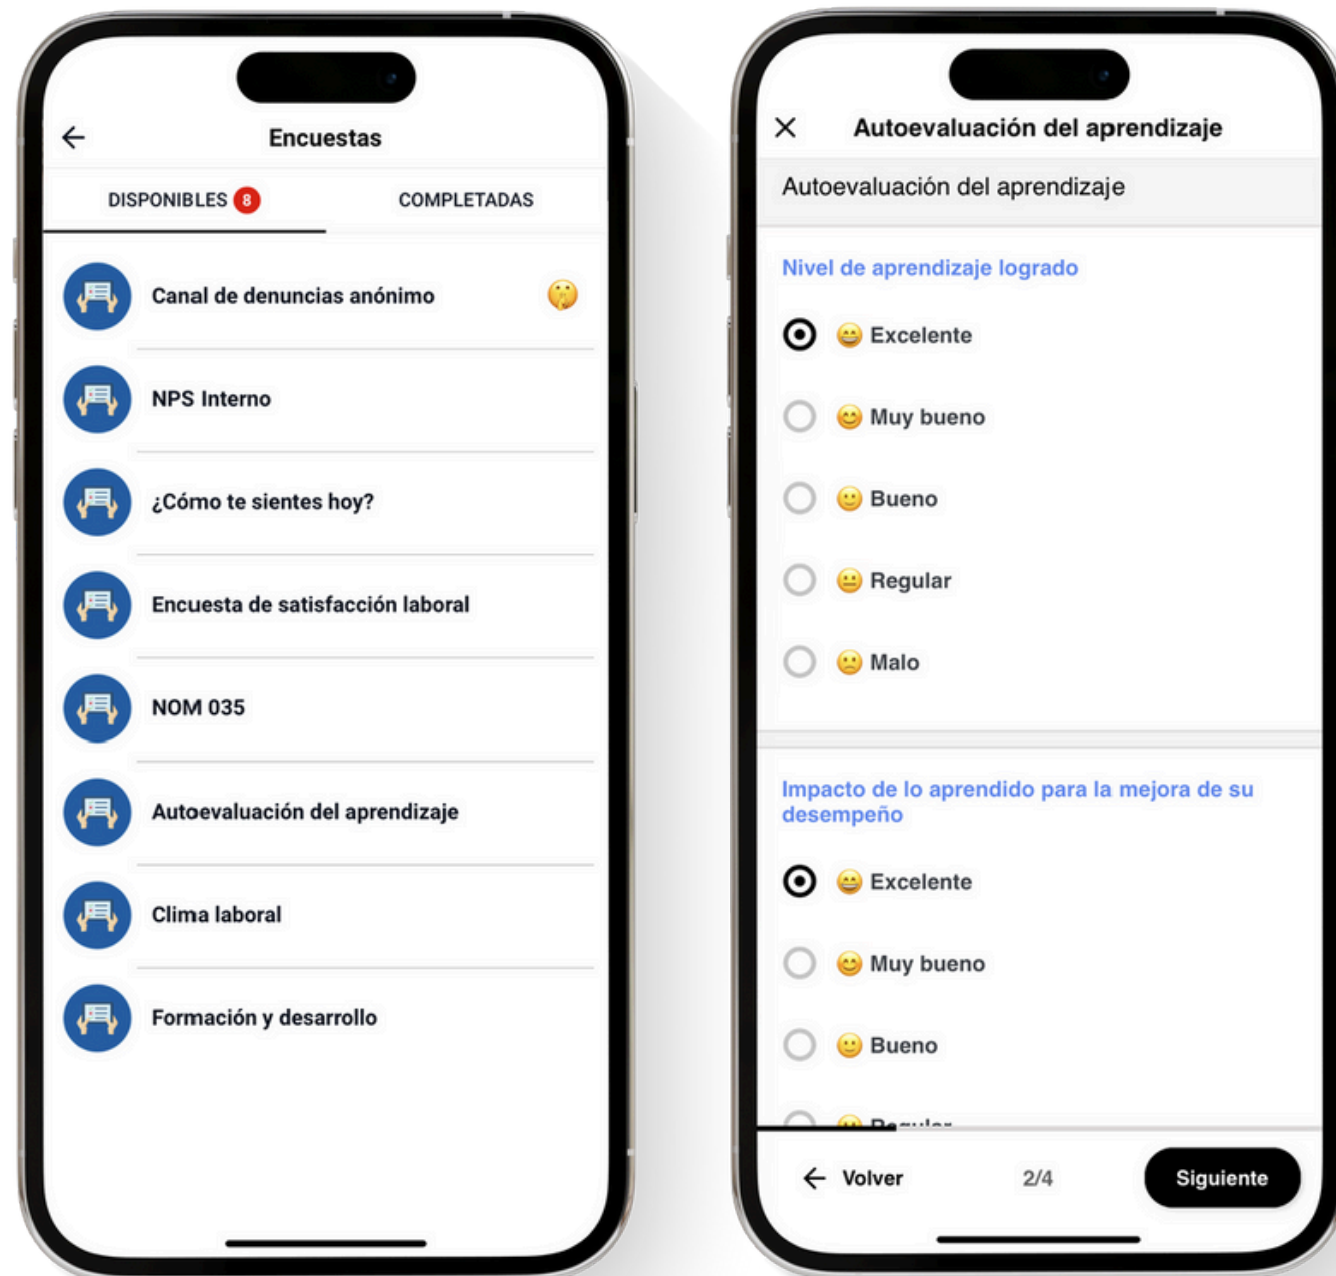 Encuestas
DISPONIBLES 8
COMPLETADAS
Canal de denuncias anónimo
NPS Interno
¿Cómo te sientes hoy?
Encuesta de satisfacción laboral
NOM 035
Autoevaluación del aprendizaje
Clima laboral
Formación y desarrollo
Autoevaluación del aprendizaje
Autoevaluación del aprendizaje
Nivel de aprendizaje logrado
Excelente
Muy bueno
Bueno
Regular
Malo
Impacto de lo aprendido para la mejora de su
desempeño
Excelente
Muy bueno
Bueno
Regular
Volver
2/4
Siguiente